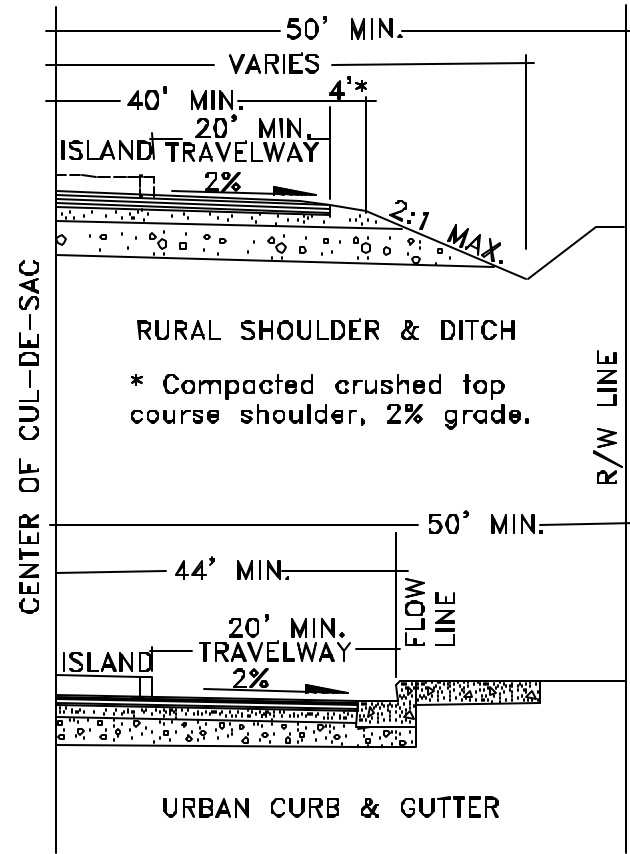 50' MIN.
VARIES
40' MIN.
4'*
20' MIN.
ISLAND
TRAVELWAY
2%
2:1 MAX.
RURAL SHOULDER & DITCH
* Compacted crushed top
course shoulder, 2% grade.
CENTER OF CUL-DE-SAC
R/W LINE
50' MIN.
44' MIN.
FLOW
LINE
20' MIN.
TRAVELWAY
ISLAND
2%
URBAN CURB & GUTTER